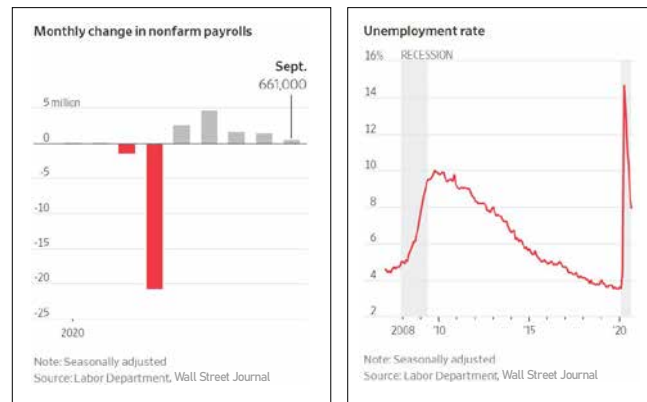 Monthly change in nonfarm payrolls
Sept.
661,000
5 million
0
-5
-10
-15
-20
-25
2020
Note: Seasonally adjusted
Source: Labor Department, Wall Street Journal
Unemployment rate
16% RECESSION
14
12
10
8
6
4
2
2008 '10 '15 '20
Note: Seasonally adjusted
Source: Labor Department, Wall Street Journal